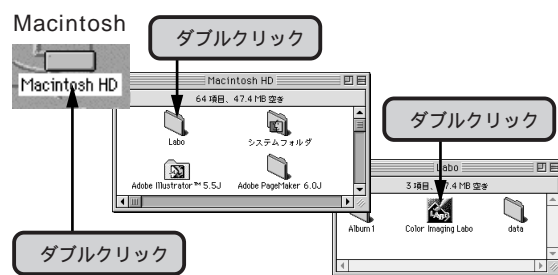 Macintosh
ダブルクリック
Macintosh HD
Macintosh HD
64 項目、47.4 MB 空き
Labo
システムフォルダ
Adobe Illustrator™ 5.5J
Adobe PageMaker 6.0J
ダブルクリック
Labo
3 項目、47.4 MB 空き
Album 1
Color Imaging Labo
data
ダブルクリック